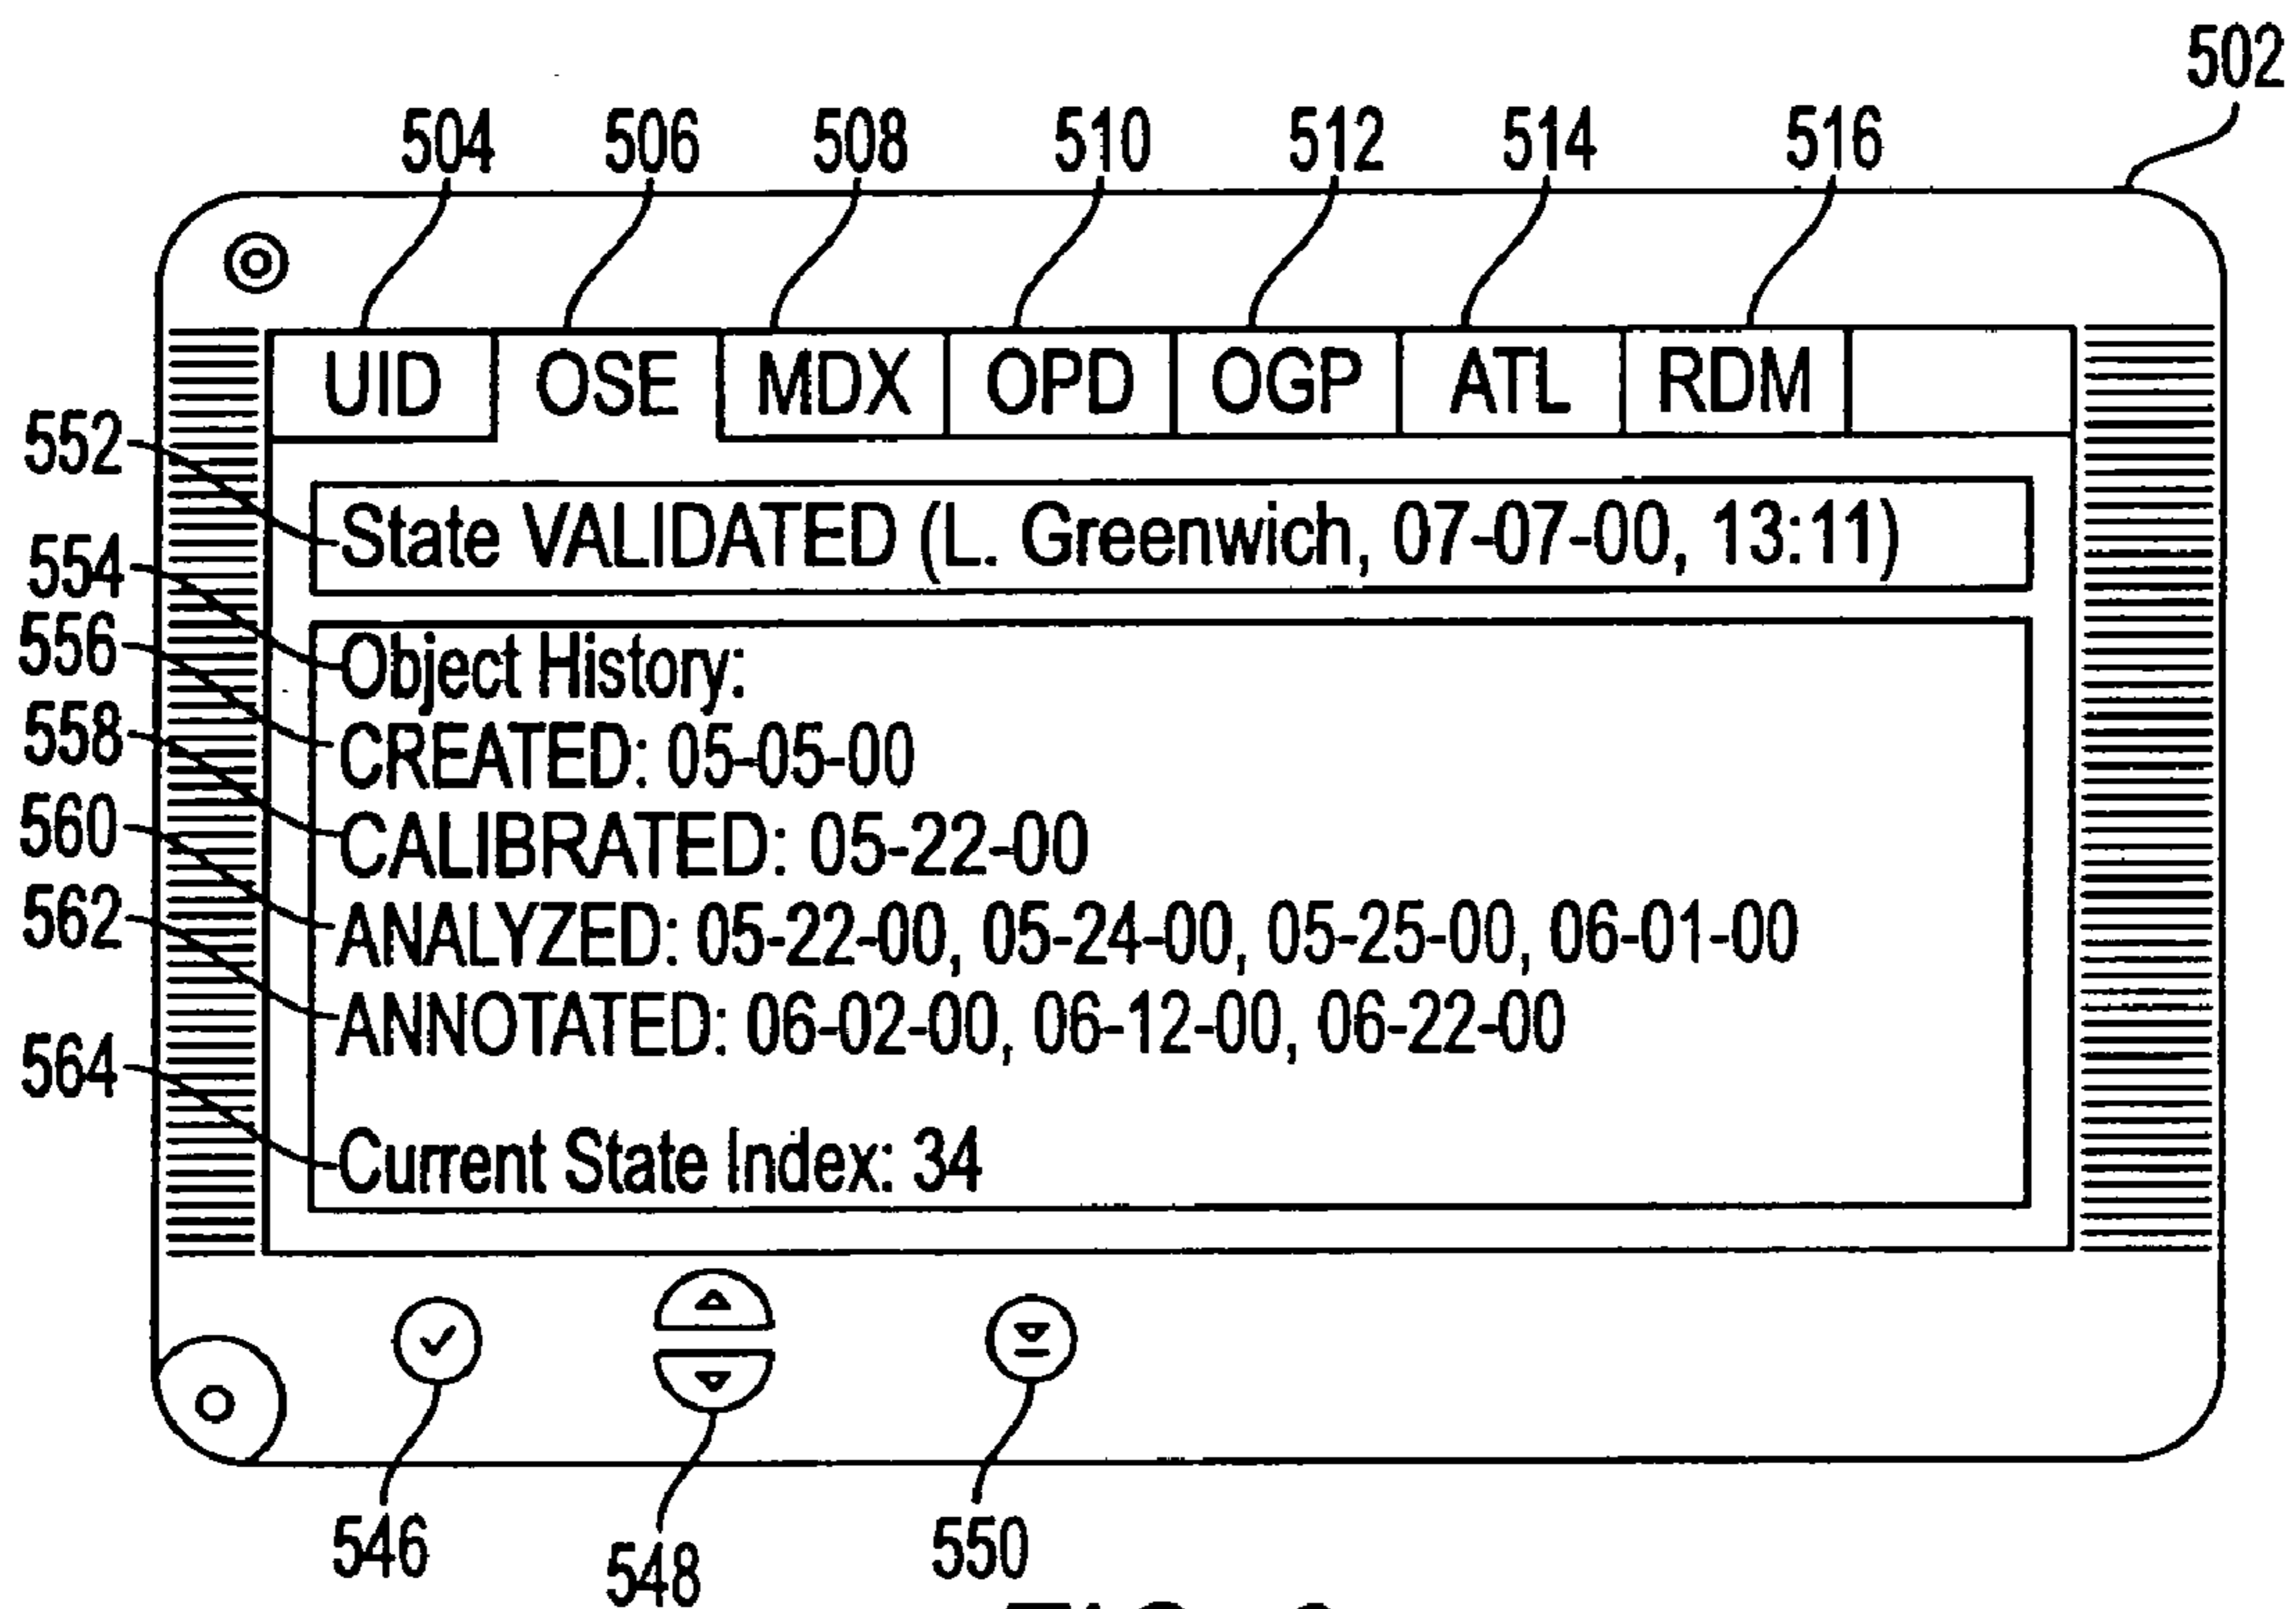 502
504 506 508 510 512 514 516
UID OSE MDX OPD OGP ATL RDM
552
State VALIDATED (L. Greenwich, 07-07-00, 13:11)
554
Object History:
556
CREATED: 05-05-00
558
CALIBRATED: 05-22-00
560
ANALYZED: 05-22-00, 05-24-00, 05-25-00, 06-01-00
562
ANNOTATED: 06-02-00, 06-12-00, 06-22-00
564
Current State Index: 34
546 548 550